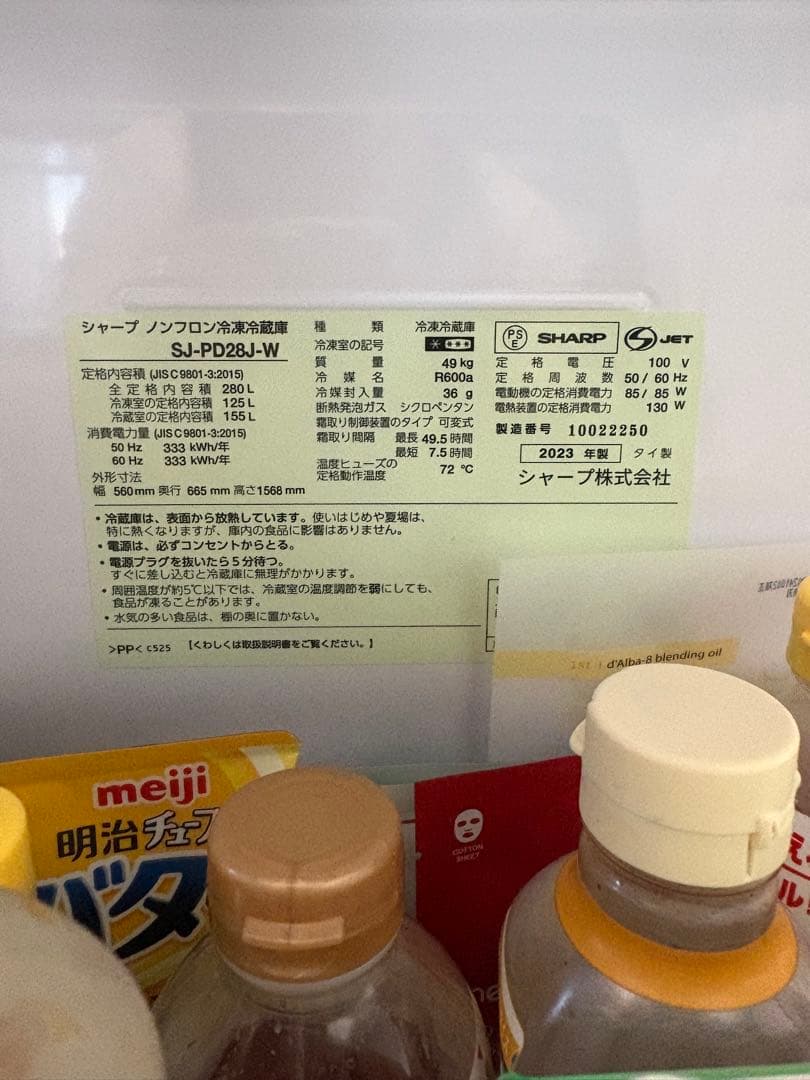 シャープ ノンフロン冷凍冷蔵庫
SJ-PD28J-W
定格内容積 (JIS C 9801-3:2015)
全定格内容積 280 L
冷凍室の定格内容積 125 L
冷蔵室の定格内容積 155 L
消費電力量 (JIS C 9801-3:2015)
50 Hz 333 kWh/年
60 Hz 333 kWh/年
外形寸法
幅 560mm 奥行 665 mm 高さ1568 mm
種類 冷凍冷蔵庫
冷凍室の記号
質量 49 kg
冷媒名 R600a
冷媒封入量 36 g
断熱発泡ガス シクロペンタン
霜取り制御装置のタイプ 可変式
霜取り間隔 最長 49.5 時間
最短 7.5 時間
温度ヒューズの
定格動作温度 72 ℃
PSE SHARP JET
定格電圧 100 V
定格周波数 50 / 60 Hz
電動機の定格消費電力 85/ 85 W
電熱装置の定格消費電力 130 W
製造番号 10022250
2023 年製 タイ製
シャープ株式会社
・冷蔵庫は、表面から放熱しています。使いはじめや夏場は、
特に熱くなりますが、庫内の食品に影響はありません。
・電源は、必ずコンセントからとる。
・電源プラグを抜いたら5分待つ。
すぐに差し込むと冷蔵庫に無理がかかります。
・周囲温度が約5℃以下では、冷蔵室の温度調節を弱にしても、
食品が凍ることがあります。
・水気の多い食品は、棚の奥に置かない。
>PP< C525 【くわしくは取扱説明書をご覧ください。】
d'Alba-8 blending oil
meiji
明治チューブ
バター
COTTON
SHEET